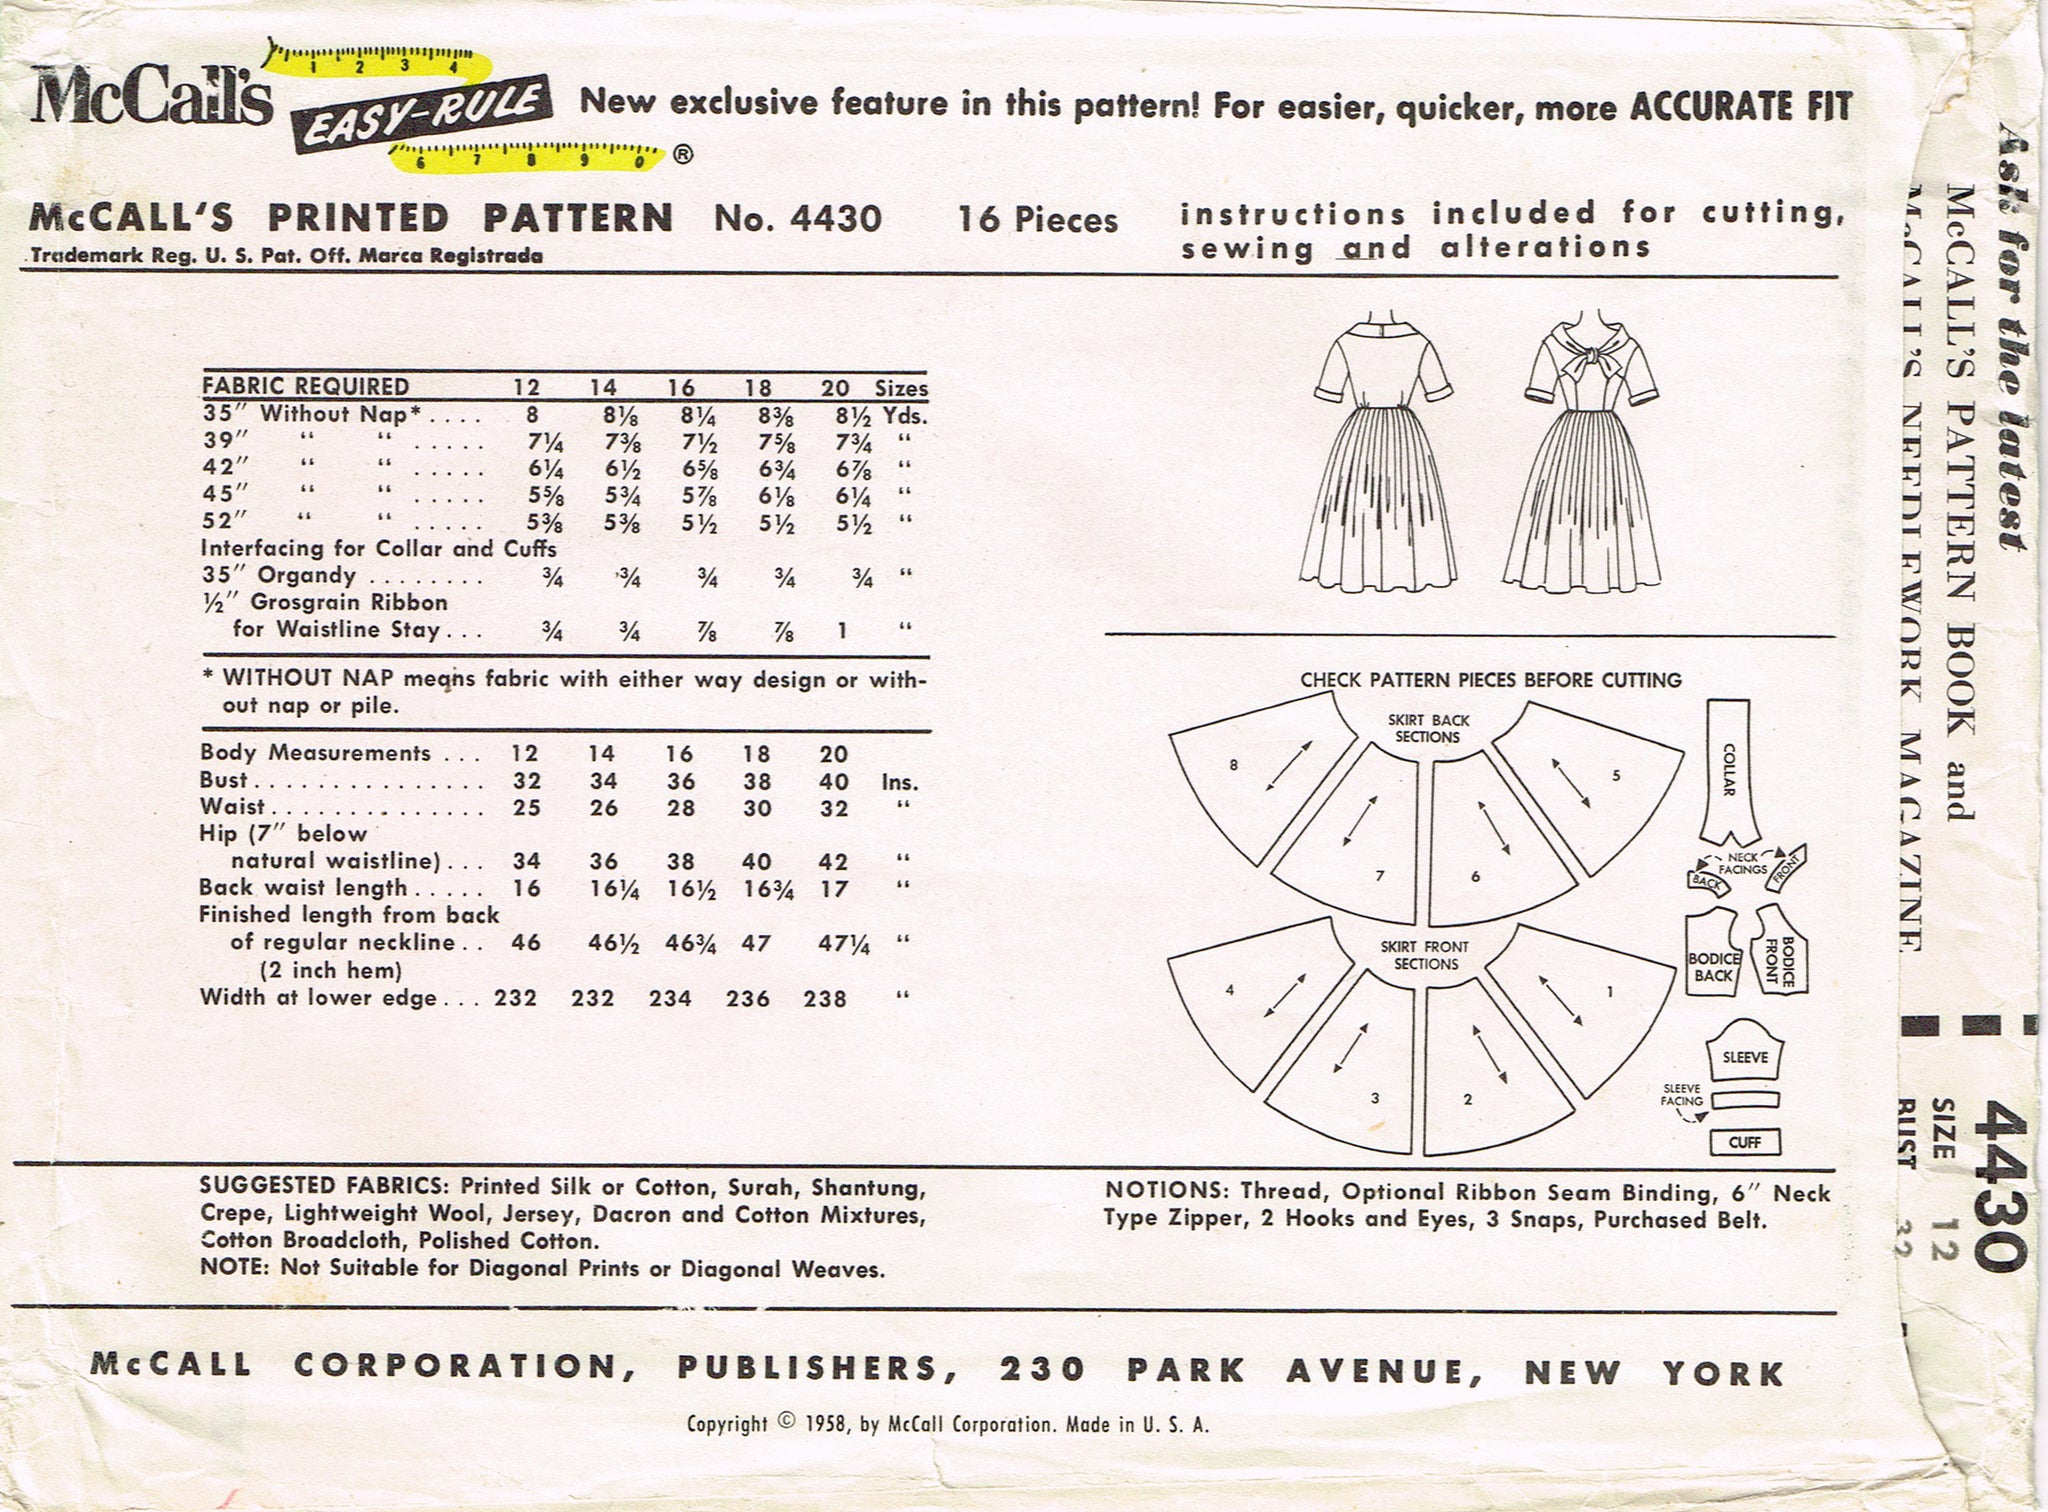 McCall's EASY-RULE ® New exclusive feature in this pattern! For easier, quicker, more ACCURATE FIT
1 2 3 4
6 7 8 9 0
McCALL'S PRINTED PATTERN No. 4430 16 Pieces
Trademark Reg. U. S. Pat. Off. Marca Registrada
instructions included for cutting,
sewing and alterations
FABRIC REQUIRED 12 14 16 18 20 Sizes
35″ Without Nap* .... 8 8⅛ 8¼ 8⅜ 8½ Yds.
39″ “ “ ..... 7¼ 7⅜ 7½ 7⅝ 7¾ “
42″ “ “ ..... 6¼ 6½ 6⅝ 6¾ 6⅞ “
45″ “ “ ..... 5⅝ 5¾ 5⅞ 6⅛ 6¼ “
52″ “ “ ..... 5⅜ 5⅜ 5½ 5½ 5½ “
Interfacing for Collar and Cuffs
35″ Organdy ........ ¾ ¾ ¾ ¾ ¾ “
½″ Grosgrain Ribbon
for Waistline Stay... ¾ ¾ ⅞ ⅞ 1 “
* WITHOUT NAP means fabric with either way design or with-
out nap or pile.
Body Measurements ... 12 14 16 18 20
Bust............... 32 34 36 38 40 Ins.
Waist.............. 25 26 28 30 32 “
Hip (7″ below
natural waistline)... 34 36 38 40 42 “
Back waist length ..... 16 16¼ 16½ 16¾ 17 “
Finished length from back
of regular neckline.. 46 46½ 46¾ 47 47¼ “
(2 inch hem)
Width at lower edge... 232 232 234 236 238 “
CHECK PATTERN PIECES BEFORE CUTTING
SKIRT BACK
SECTIONS
8
7
6
5
SKIRT FRONT
SECTIONS
4
3
2
1
COLLAR
NECK
FACINGS
BACK
FRONT
BODICE
BACK
BODICE
FRONT
SLEEVE
SLEEVE
FACING
CUFF
SUGGESTED FABRICS: Printed Silk or Cotton, Surah, Shantung,
Crepe, Lightweight Wool, Jersey, Dacron and Cotton Mixtures,
Cotton Broadcloth, Polished Cotton.
NOTE: Not Suitable for Diagonal Prints or Diagonal Weaves.
NOTIONS: Thread, Optional Ribbon Seam Binding, 6″ Neck
Type Zipper, 2 Hooks and Eyes, 3 Snaps, Purchased Belt.
McCALL CORPORATION, PUBLISHERS, 230 PARK AVENUE, NEW YORK
Copyright © 1958, by McCall Corporation. Made in U. S. A.
Ask for the latest
McCALL'S PATTERN BOOK and
McCALL'S NEEDLEWORK MAGAZINE
4430
SIZE 12
BUST 32